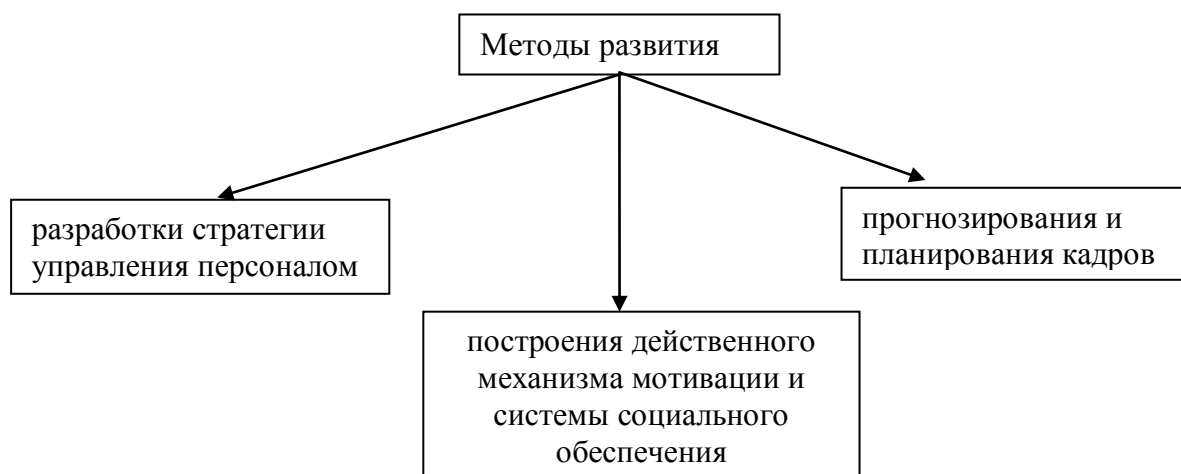 Методы развития
разработки стратегии
управления персоналом
прогнозирования и
планирования кадров
построения действенного
механизма мотивации и
системы социального
обеспечения